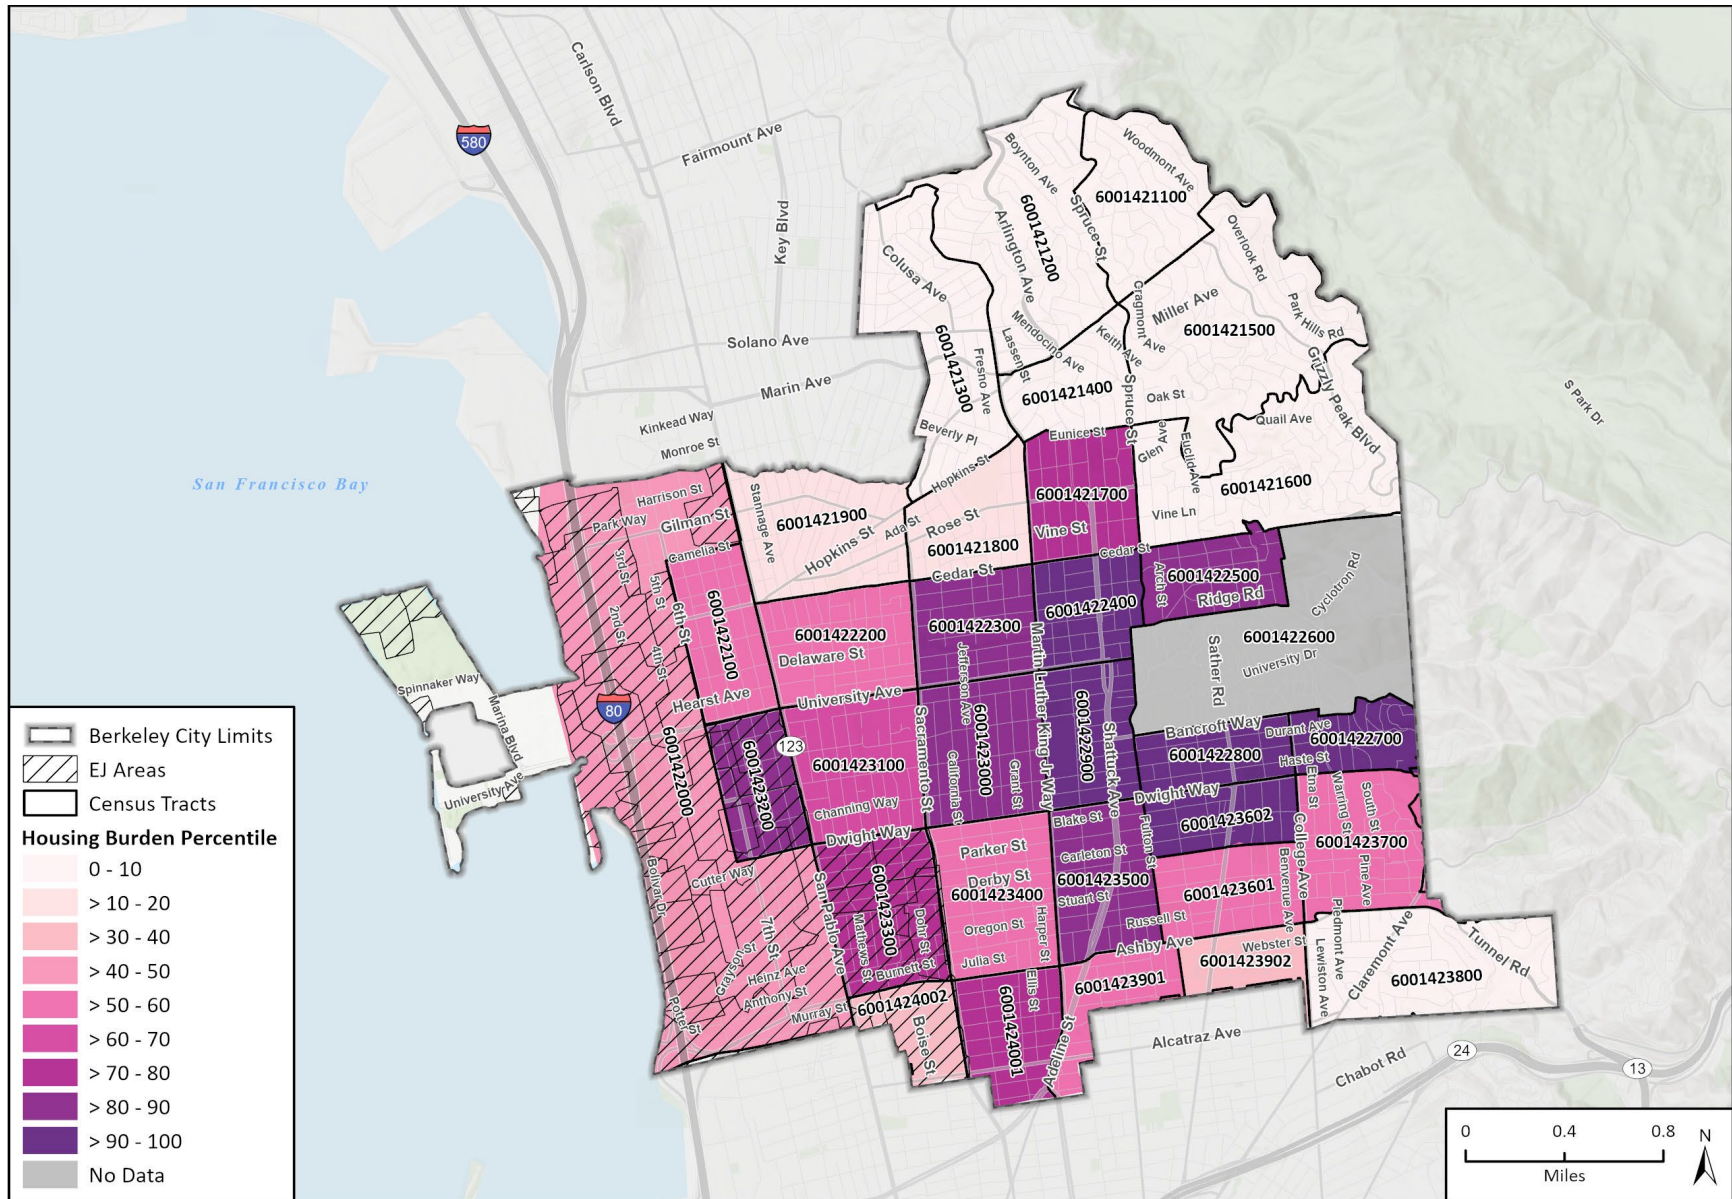 Carlson Blvd
580
Fairmount Ave
Key Blvd
Solano Ave
Marin Ave
Kinkead Way
Monroe St
San Francisco Bay
Boynton Ave
Woodmont Ave
6001421100
Spruce St
6001421200
Arlington Ave
Overlook Rd
Colusa Ave
Cragmont Ave
Miller Ave
Park Hills Rd
6001421500
Mendocino Ave
Keith Ave
Lassen St
Fresno Ave
6001421300
Grizzly Peak Blvd
S Park Dr
6001421400
Spruce St
Oak St
Quail Ave
Beverly Pl
Eunice St
Glen Ave
Euclid Ave
Hopkins St
6001421600
6001421700
Vine Ln
Vine St
Harrison St
Park Way
Gilman St
Stannage Ave
6001421900
Ada St
Rose St
Hopkins St
6001421800
Camelia St
Cedar St
Cedar St
3rd St
5th St
6th St
2nd St
4th St
6001422100
Arch St
6001422500
Ridge Rd
Cyclotron Rd
6001422200
6001422300
6001422400
6001422600
Delaware St
Jefferson Ave
Martin Luther King Jr Way
Sather Rd
University Dr
Spinnaker Way
Marina Blvd
University Ave
80
Hearst Ave
University Ave
Sacramento St
6001422000
6001423200
123
6001423100
California St
6001423000
Grant St
6001422900
Shattuck Ave
Bancroft Way
Durant Ave
6001422800
6001422700
Haste St
Channing Way
Dwight Way
Dwight Way
Etna St
Warring St
South St
Blake St
Fulton St
6001423602
College Ave
6001423700
Parker St
Carleton St
Derby St
6001423400
6001423500
Stuart St
6001423601
Benvenue Ave
Pine Ave
Bolivar Dr
Cutter Way
San Pablo Ave
6001423300
Mathews St
Dohr St
Harper St
Oregon St
Russell St
Ashby Ave
Webster St
Piedmont Ave
Claremont Ave
Tunnel Rd
7th St
Grayson St
Heinz Ave
Anthony St
Burnett St
Julia St
Ellis St
6001423901
6001423902
Lewiston Ave
6001423800
Potter St
Murray St
6001424002
Boise St
6001424001
Adeline St
Alcatraz Ave
Chabot Rd
24
13
Berkeley City Limits
EJ Areas
Census Tracts
Housing Burden Percentile
0 - 10
> 10 - 20
> 30 - 40
> 40 - 50
> 50 - 60
> 60 - 70
> 70 - 80
> 80 - 90
> 90 - 100
No Data
0 0.4 0.8
Miles
N